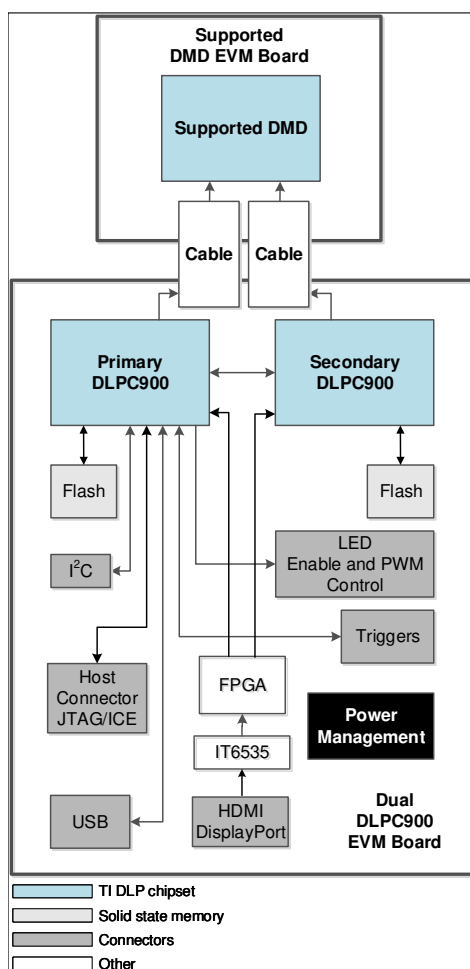 Supported
DMD EVM Board
Supported DMD
Cable
Cable
Primary
DLPC900
Secondary
DLPC900
Flash
Flash
I²C
LED
Enable and PWM
Control
Triggers
Host
Connector
JTAG/ICE
FPGA
Power
Management
IT6535
USB
HDMI
DisplayPort
Dual
DLPC900
EVM Board
TI DLP chipset
Solid state memory
Connectors
Other